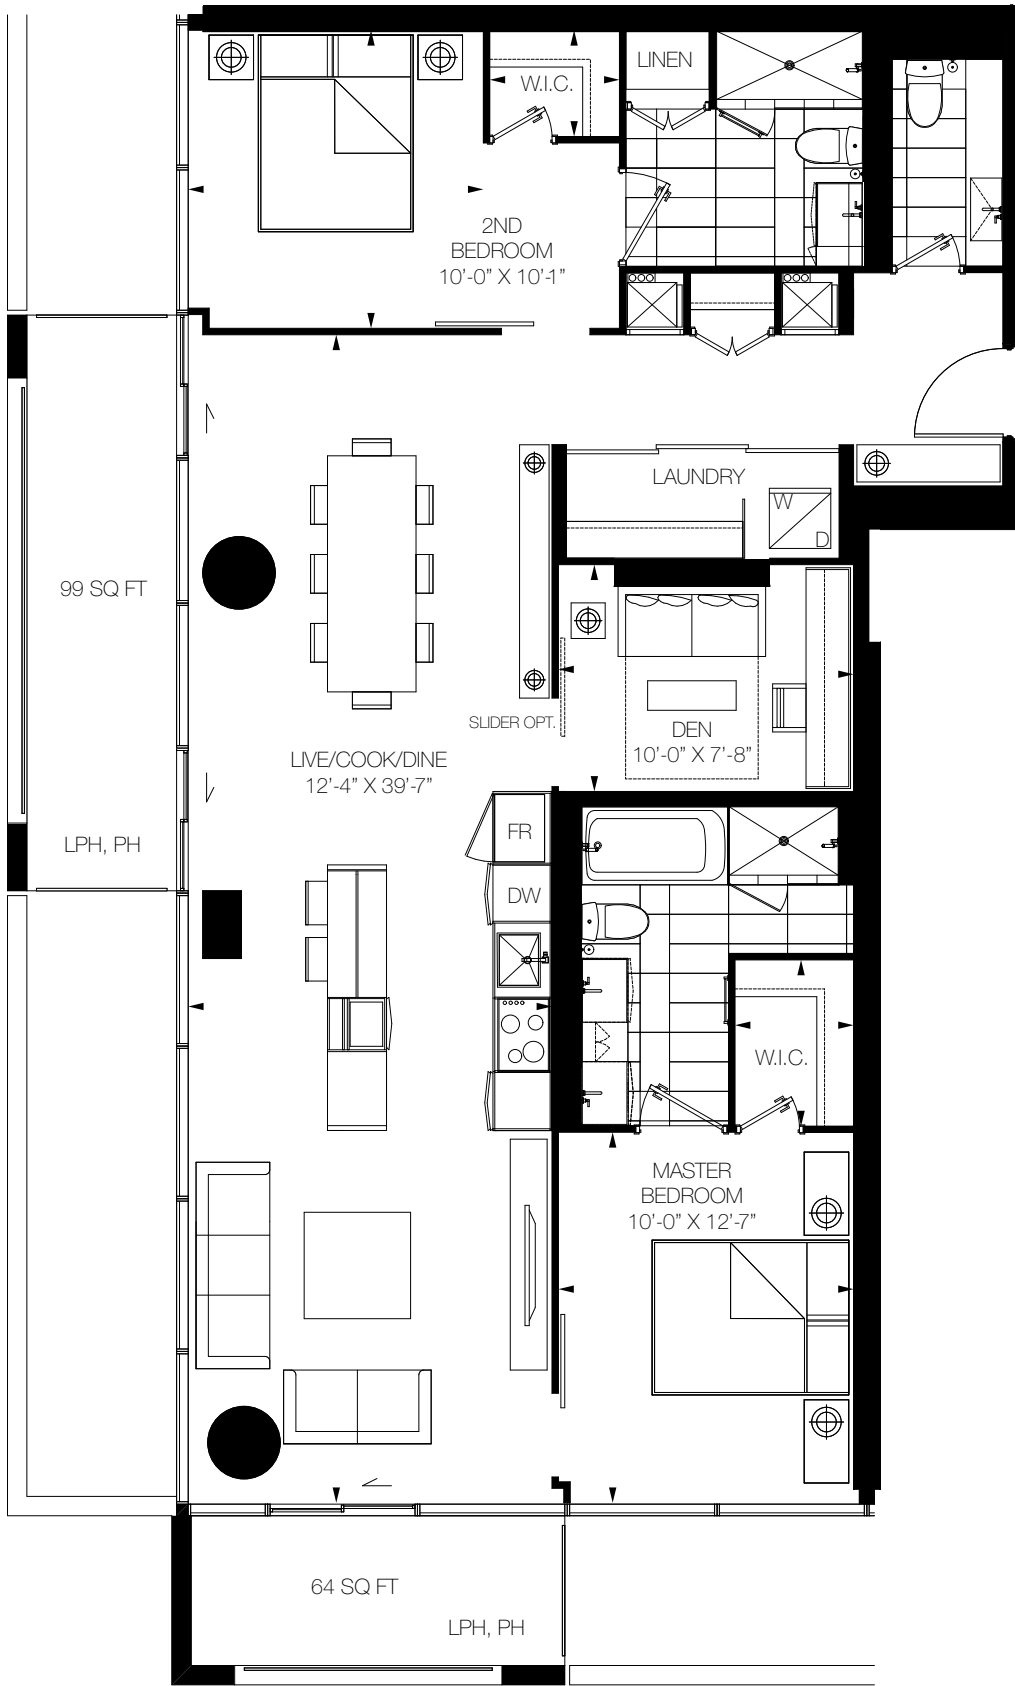 LINEN
W.I.C.
2ND
BEDROOM
10'-0" X 10'-1"
LAUNDRY
W
D
99 SQ FT
SLIDER OPT.
DEN
10'-0" X 7'-8"
LIVE/COOK/DINE
12'-4" X 39'-7"
LPH, PH
FR
DW
W.I.C.
MASTER
BEDROOM
10'-0" X 12'-7"
64 SQ FT
LPH, PH